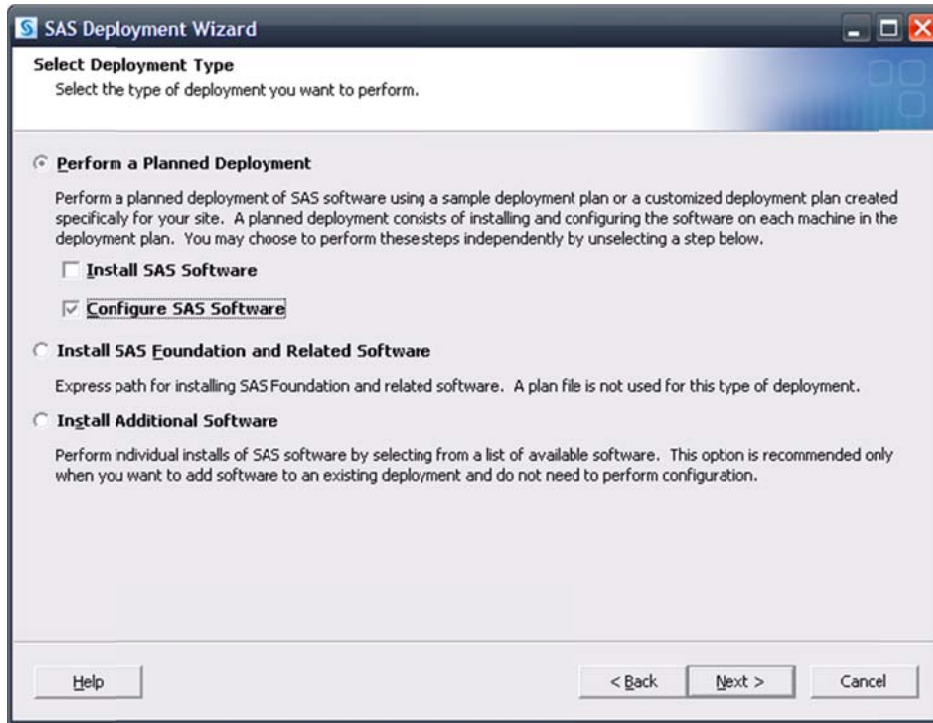 SAS Deployment Wizard
Select Deployment Type
Select the type of deployment you want to perform.
Perform a Planned Deployment
Perform a planned deployment of SAS software using a sample deployment plan or a customized deployment plan created
specificaly for your site. A planned deployment consists of installing and configuring the software on each machine in the
deployment plan. You may choose to perform these steps independently by unselecting a step below.
Install SAS Software
Configure SAS Software
Install SAS Foundation and Related Software
Express path for installing SAS Foundation and related software. A plan file is not used for this type of deployment.
Install Additional Software
Perform individual installs of SAS software by selecting from a list of available software. This option is recommended only
when you want to add software to an existing deployment and do not need to perform configuration.
Help
< Back
Next >
Cancel